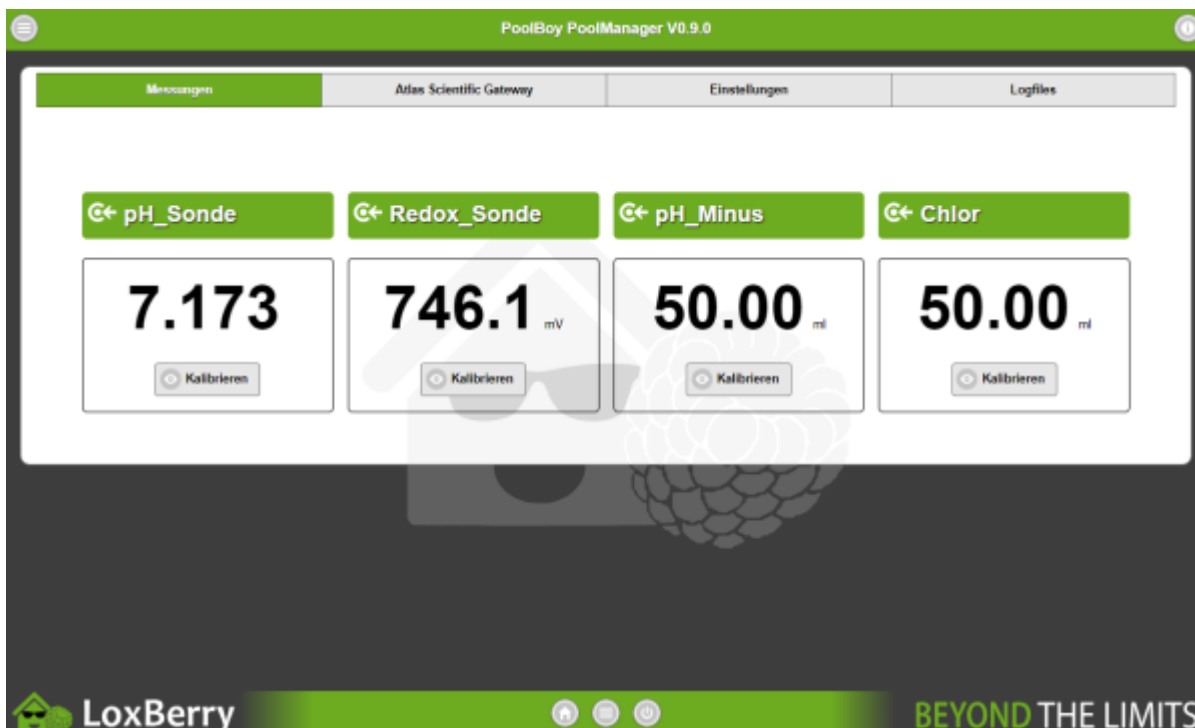 PoolBoy PoolManager V0.9.0
Messungen Atlas Scientific Gateway Einstellungen Logfiles
pH_Sonde Redox_Sonde pH_Minus Chlor
7.173 746.1 mV 50.00 ml 50.00 ml
Kalibrieren Kalibrieren Kalibrieren Kalibrieren
LoxBerry BEYOND THE LIMITS